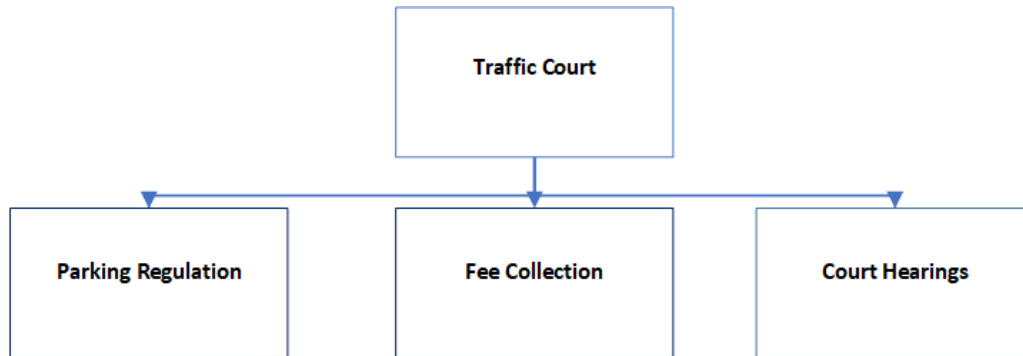 Traffic Court
Parking Regulation
Fee Collection
Court Hearings